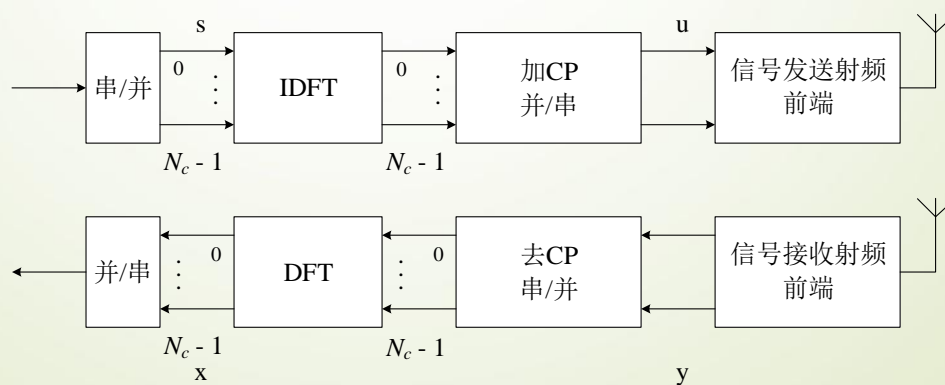 s
u
串/并
0
⋮
N_c - 1
IDFT
0
⋮
N_c - 1
加CP
并/串
信号发送射频
前端
并/串
0
⋮
N_c - 1
x
DFT
0
⋮
N_c - 1
去CP
串/并
y
信号接收射频
前端